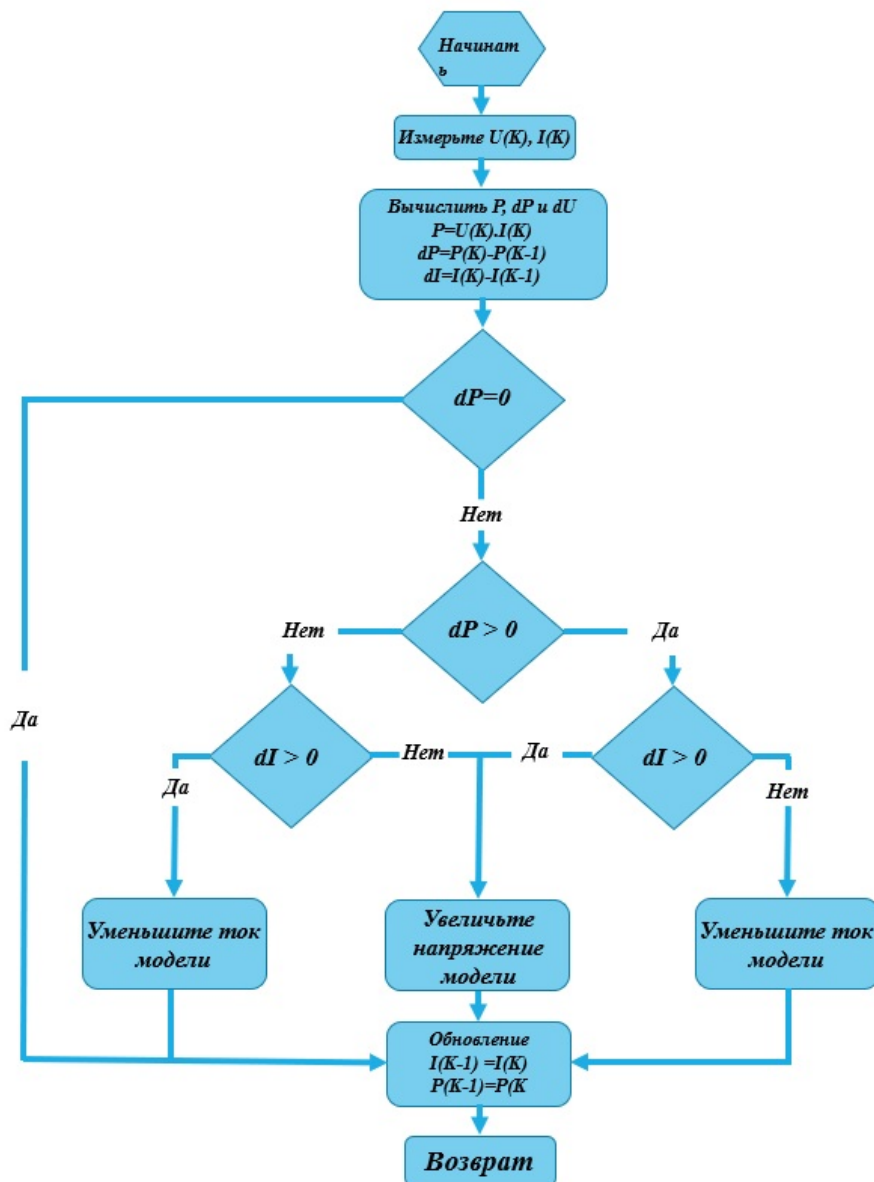 Начинат
ь
Измерьте U(K), I(K)
Вычислить P, dP и dU
P=U(K).I(K)
dP=P(K)-P(K-1)
dI=I(K)-I(K-1)
dP=0
Нет
Нет
dP > 0
Да
Да
dI > 0
Нет
Да
dI > 0
Да
Нет
Уменьшите ток
модели
Увеличьте
напряжение
модели
Уменьшите ток
модели
Обновление
I(K-1) =I(K)
P(K-1)=P(K
Возврат